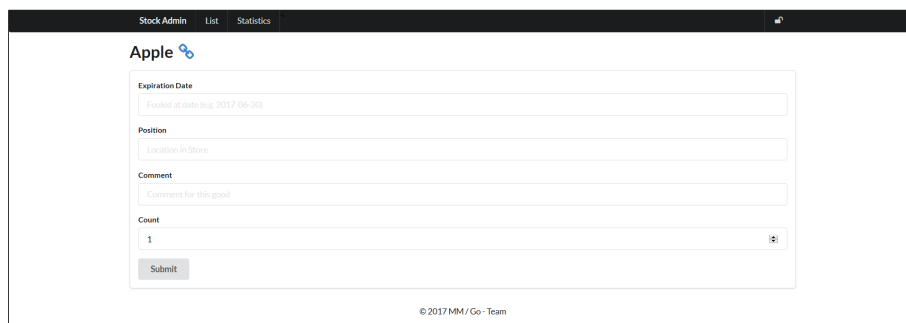 Stock Admin List Statistics
Apple
Expiration Date
Fouled at date (e.g. 2017-06-30)
Position
Location in Store
Comment
Comment for this good
Count
1
Submit
© 2017 MM / Go - Team